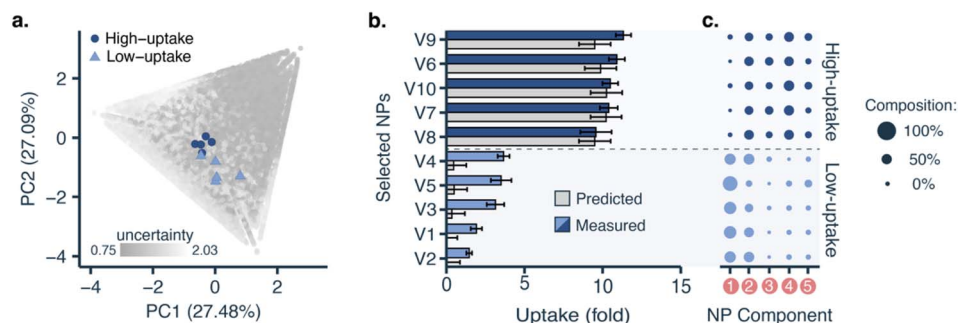 a.
High-uptake
Low-uptake
2
0
−2
−4
PC2 (27.09%)
uncertainty
0.75 2.03
−4 −2 0 2
PC1 (27.48%)
b.
V9
V6
V10
V7
V8
V4
V5
V3
V1
V2
Selected NPs
Predicted
Measured
0 5 10 15
Uptake (fold)
c.
High-uptake
Low-uptake
1 2 3 4 5
NP Component
Composition:
100%
50%
0%